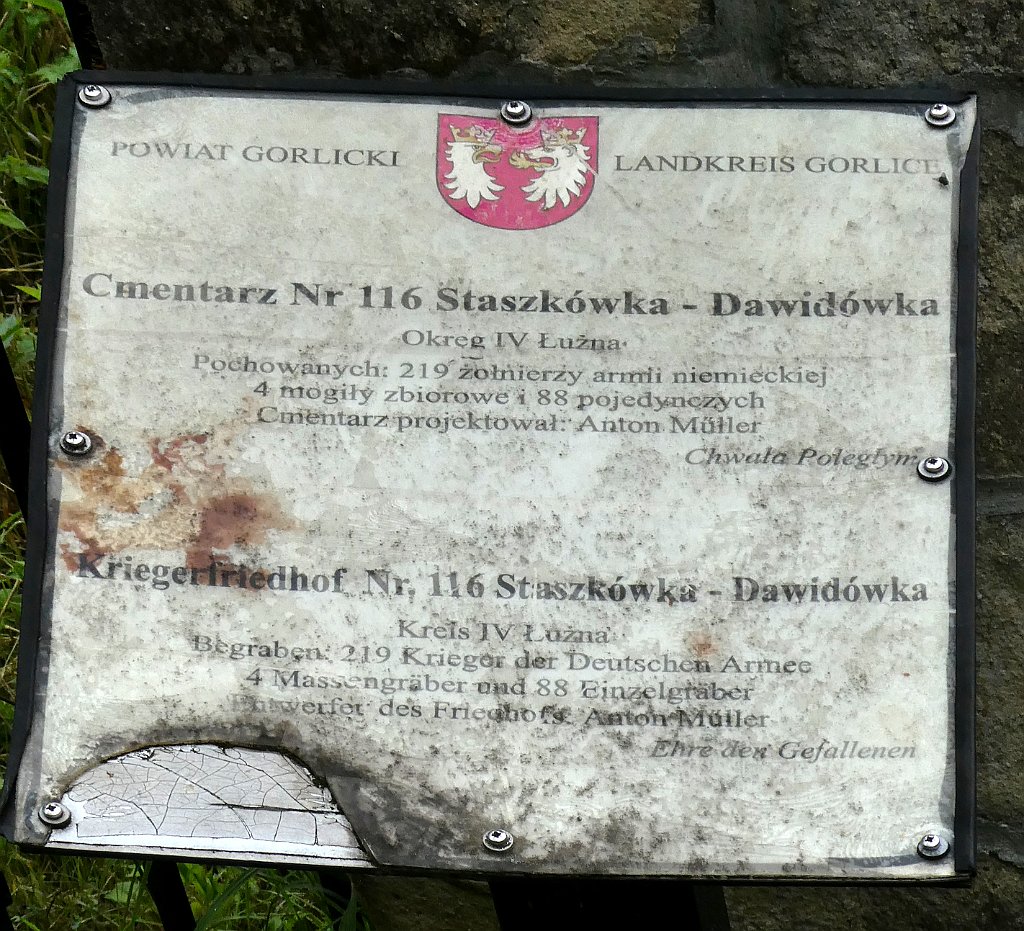 POWIAT GORLICKI LANDKREIS GORLICE
Cmentarz Nr 116 Staszkówka - Dawidówka
Okręg IV Łużna
Pochowanych: 219 żołnierzy armii niemieckiej
4 mogiły zbiorowe i 88 pojedynczych
Cmentarz projektował: Anton Müller
Chwała Poległym
Kriegerfriedhof Nr. 116 Staszkówka - Dawidówka
Kreis IV Łużna
Begraben: 219 Krieger der Deutschen Armee
4 Massengräber und 88 Einzelgräber
Entwerfer des Friedhofs: Anton Müller
Ehre den Gefallenen